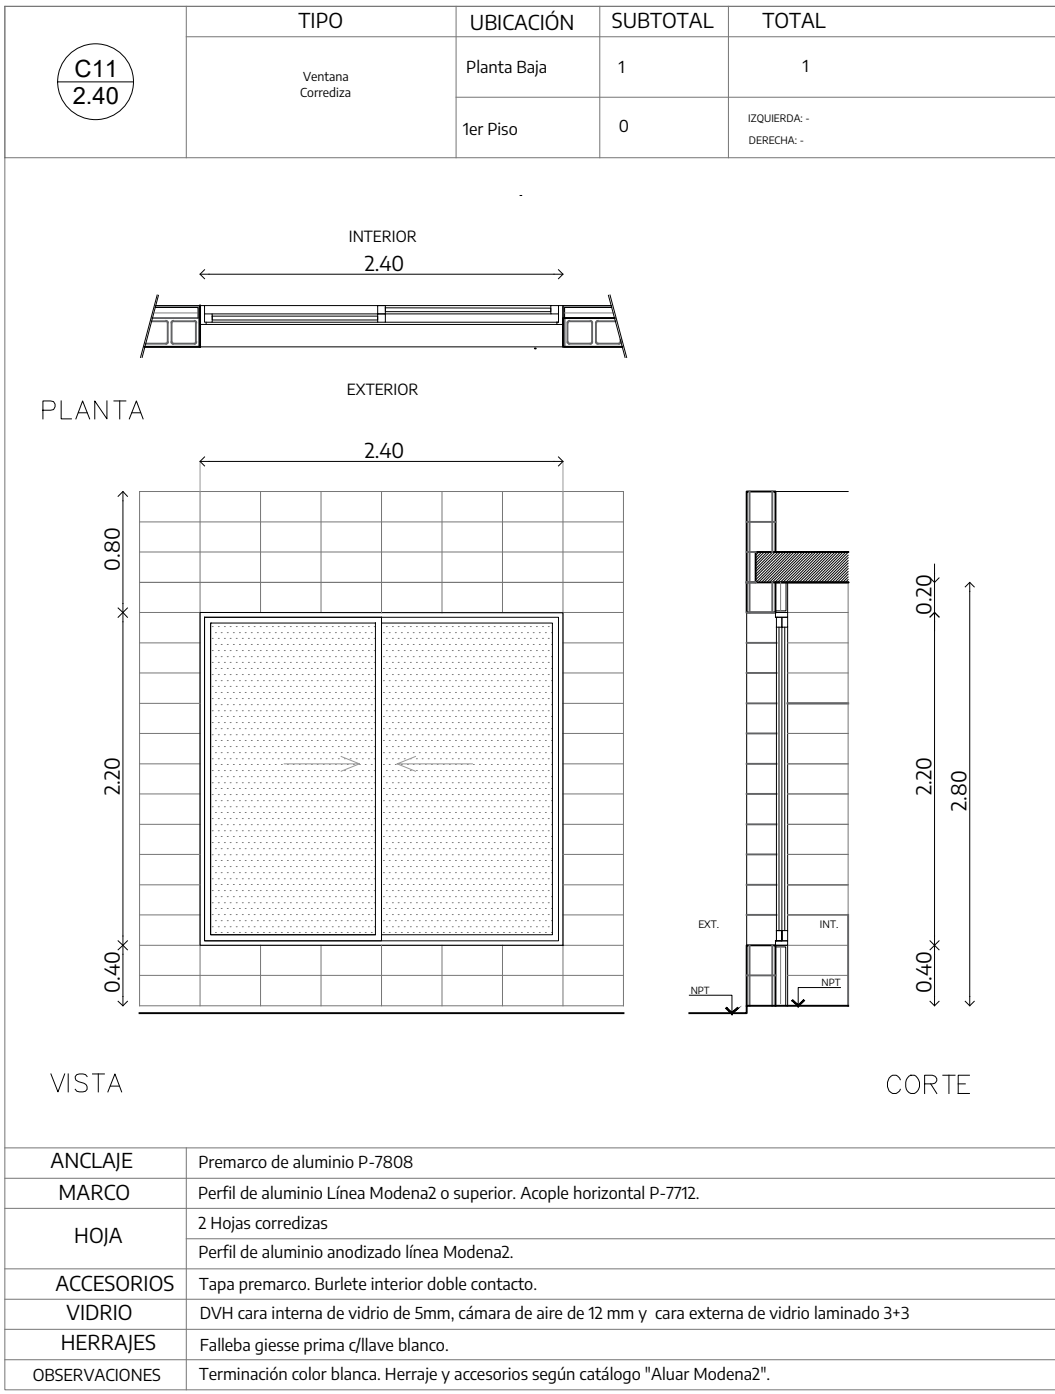 C11
2.40
TIPO
UBICACIÓN
SUBTOTAL
TOTAL
Ventana
Corrediza
Planta Baja
1
1
1er Piso
0
IZQUIERDA: -
DERECHA: -
INTERIOR
2.40
EXTERIOR
PLANTA
2.40
0.80
2.20
0.40
0.20
2.20
2.80
0.40
EXT.
INT.
NPT
NPT
VISTA
CORTE
ANCLAJE
Premarco de aluminio P-7808
MARCO
Perfil de aluminio Línea Modena2 o superior. Acople horizontal P-7712.
HOJA
2 Hojas corredizas
Perfil de aluminio anodizado línea Modena2.
ACCESORIOS
Tapa premarco. Burlete interior doble contacto.
VIDRIO
DVH cara interna de vidrio de 5mm, cámara de aire de 12 mm y cara externa de vidrio laminado 3+3
HERRAJES
Falleba giesse prima c/llave blanco.
OBSERVACIONES
Terminación color blanca. Herraje y accesorios según catálogo "Aluar Modena2".